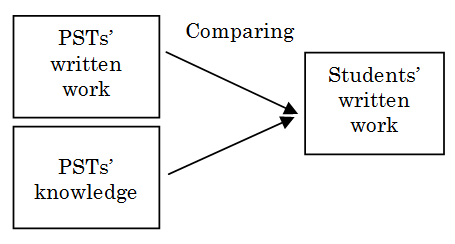 PSTs’
written
work
Comparing
Students’
written
work
PSTs’
knowledge